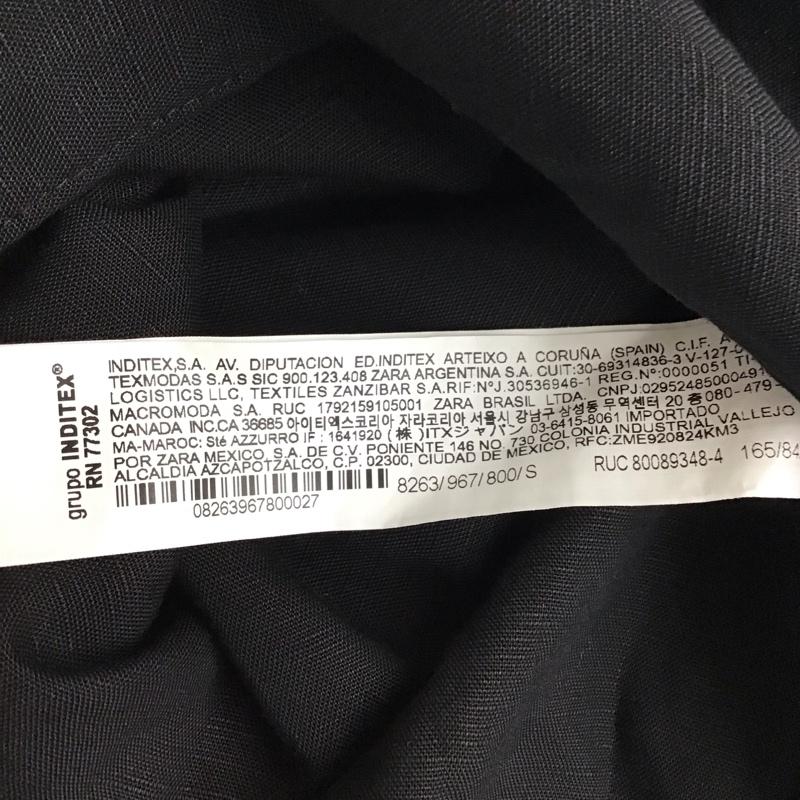 grupo INDITEX®
RN 77302
INDITEX,S.A. AV. DIPUTACION ED.INDITEX ARTEIXO A CORUÑA (SPAIN) C.I.F.
TEXMODAS S.A.S SIC 900.123.408 ZARA ARGENTINA S.A. CUIT:30-69314836-3 V-127-
LOGISTICS LLC, TEXTILES ZANZIBAR S.A.RIF:NºJ.30536946-1 REG.Nº:0000051
MACROMODA S.A. RUC 1792159105001 ZARA BRASIL LTDA. CNPJ:0295248500049
CANADA INC.CA 36685 아이티엑스코리아 자라코리아 서울시 강남구 삼성동 무역센터 20 층 080-479-
MA-MAROC: Sté AZZURRO IF : 1641920 (株) ITXジャパン 03-6415-8061 IMPORTADO
POR ZARA MEXICO, S.A. DE C.V. PONIENTE 146 NO. 730 COLONIA INDUSTRIAL VALLEJO
ALCALDIA AZCAPOTZALCO, C.P. 02300, CIUDAD DE MEXICO, RFC:ZME920824KM3
08263967800027
8263/967/800/S
RUC 80089348-4 165/84